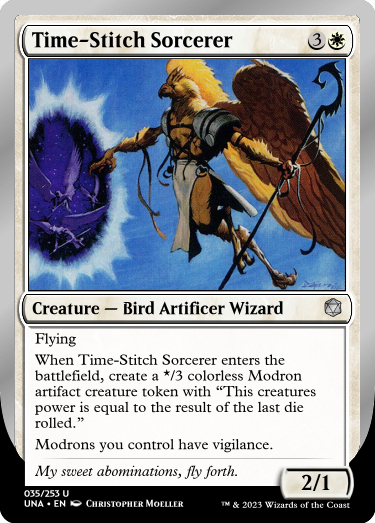 Time-Stitch Sorcerer 3
Creature — Bird Artificer Wizard
Flying
When Time-Stitch Sorcerer enters the
battlefield, create a */3 colorless Modron
artifact creature token with “This creatures
power is equal to the result of the last die
rolled.”
Modrons you control have vigilance.
My sweet abominations, fly forth.
2/1
035/253 U
UNA • EN Christopher Moeller
™ & 2023 Wizards of the Coast